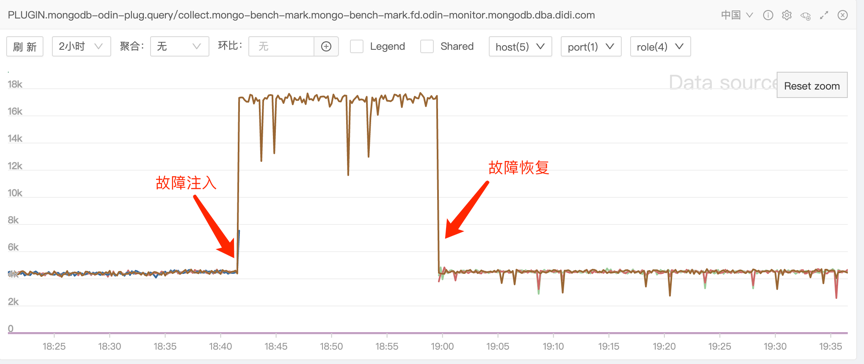 PLUGIN.mongodb-odin-plug.query/collect.mongo-bench-mark.mongo-bench-mark.fd.odin-monitor.mongodb.dba.didi.com 中国
刷 新 2小时 聚合: 无 环比: 无 Legend Shared host(5) port(1) role(4)
Data source
Reset zoom
18k
16k
14k
12k
10k
8k
6k
4k
2k
0
故障注入
故障恢复
18:25 18:30 18:35 18:40 18:45 18:50 18:55 19:00 19:05 19:10 19:15 19:20 19:25 19:30 19:35